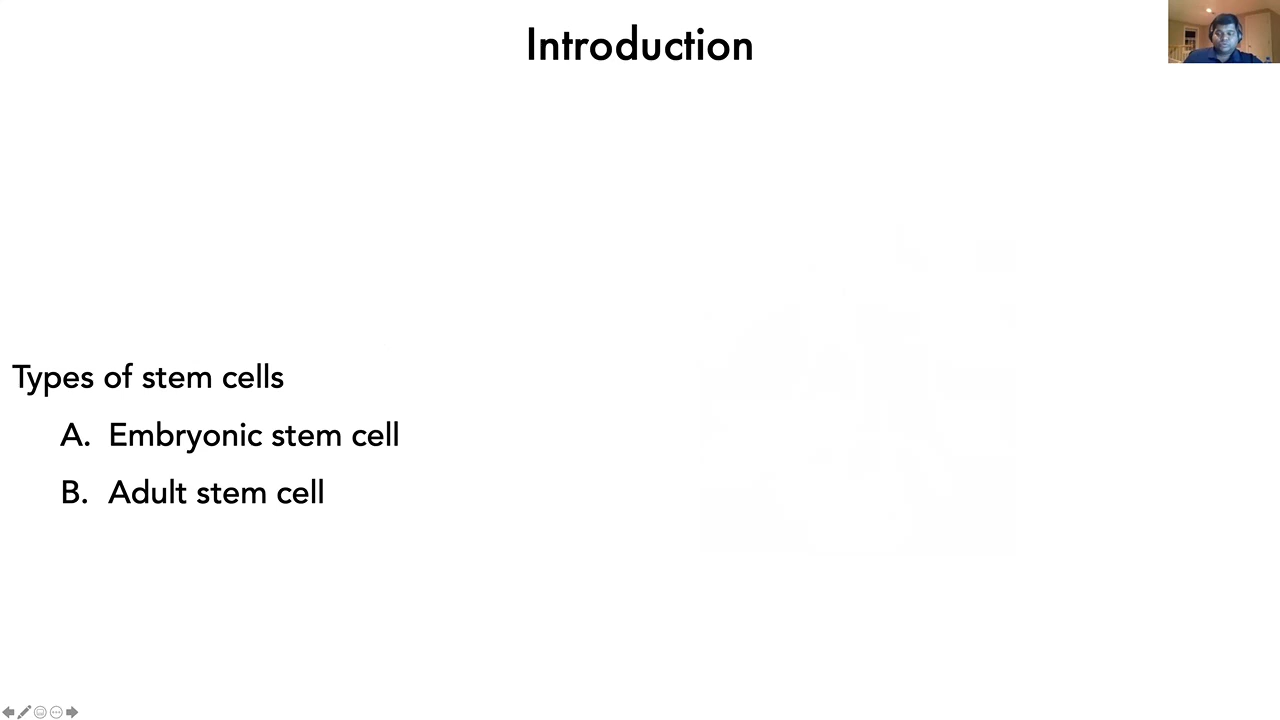 Introduction
Types of stem cells
A. Embryonic stem cell
B. Adult stem cell